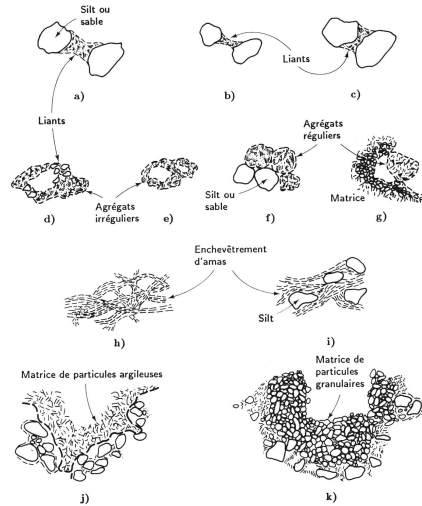 Silt ou
sable
Liants
a)
b)
c)
Liants
Agrégats
réguliers
Agrégats
irréguliers
Silt ou
sable
Matrice
d)
e)
f)
g)
Enchevêtrement
d'amas
Silt
h)
i)
Matrice de particules argileuses
Matrice de
particules
granulaires
j)
k)